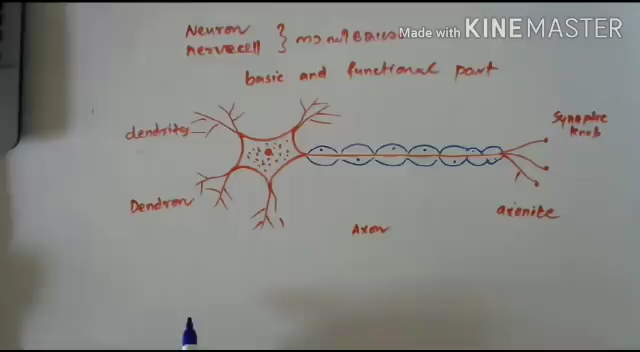 Neuron
nervecell
Made with KINEMASTER
basic and functional part
dendrites
Synaptic
knob
Dendron
axonite
Axon